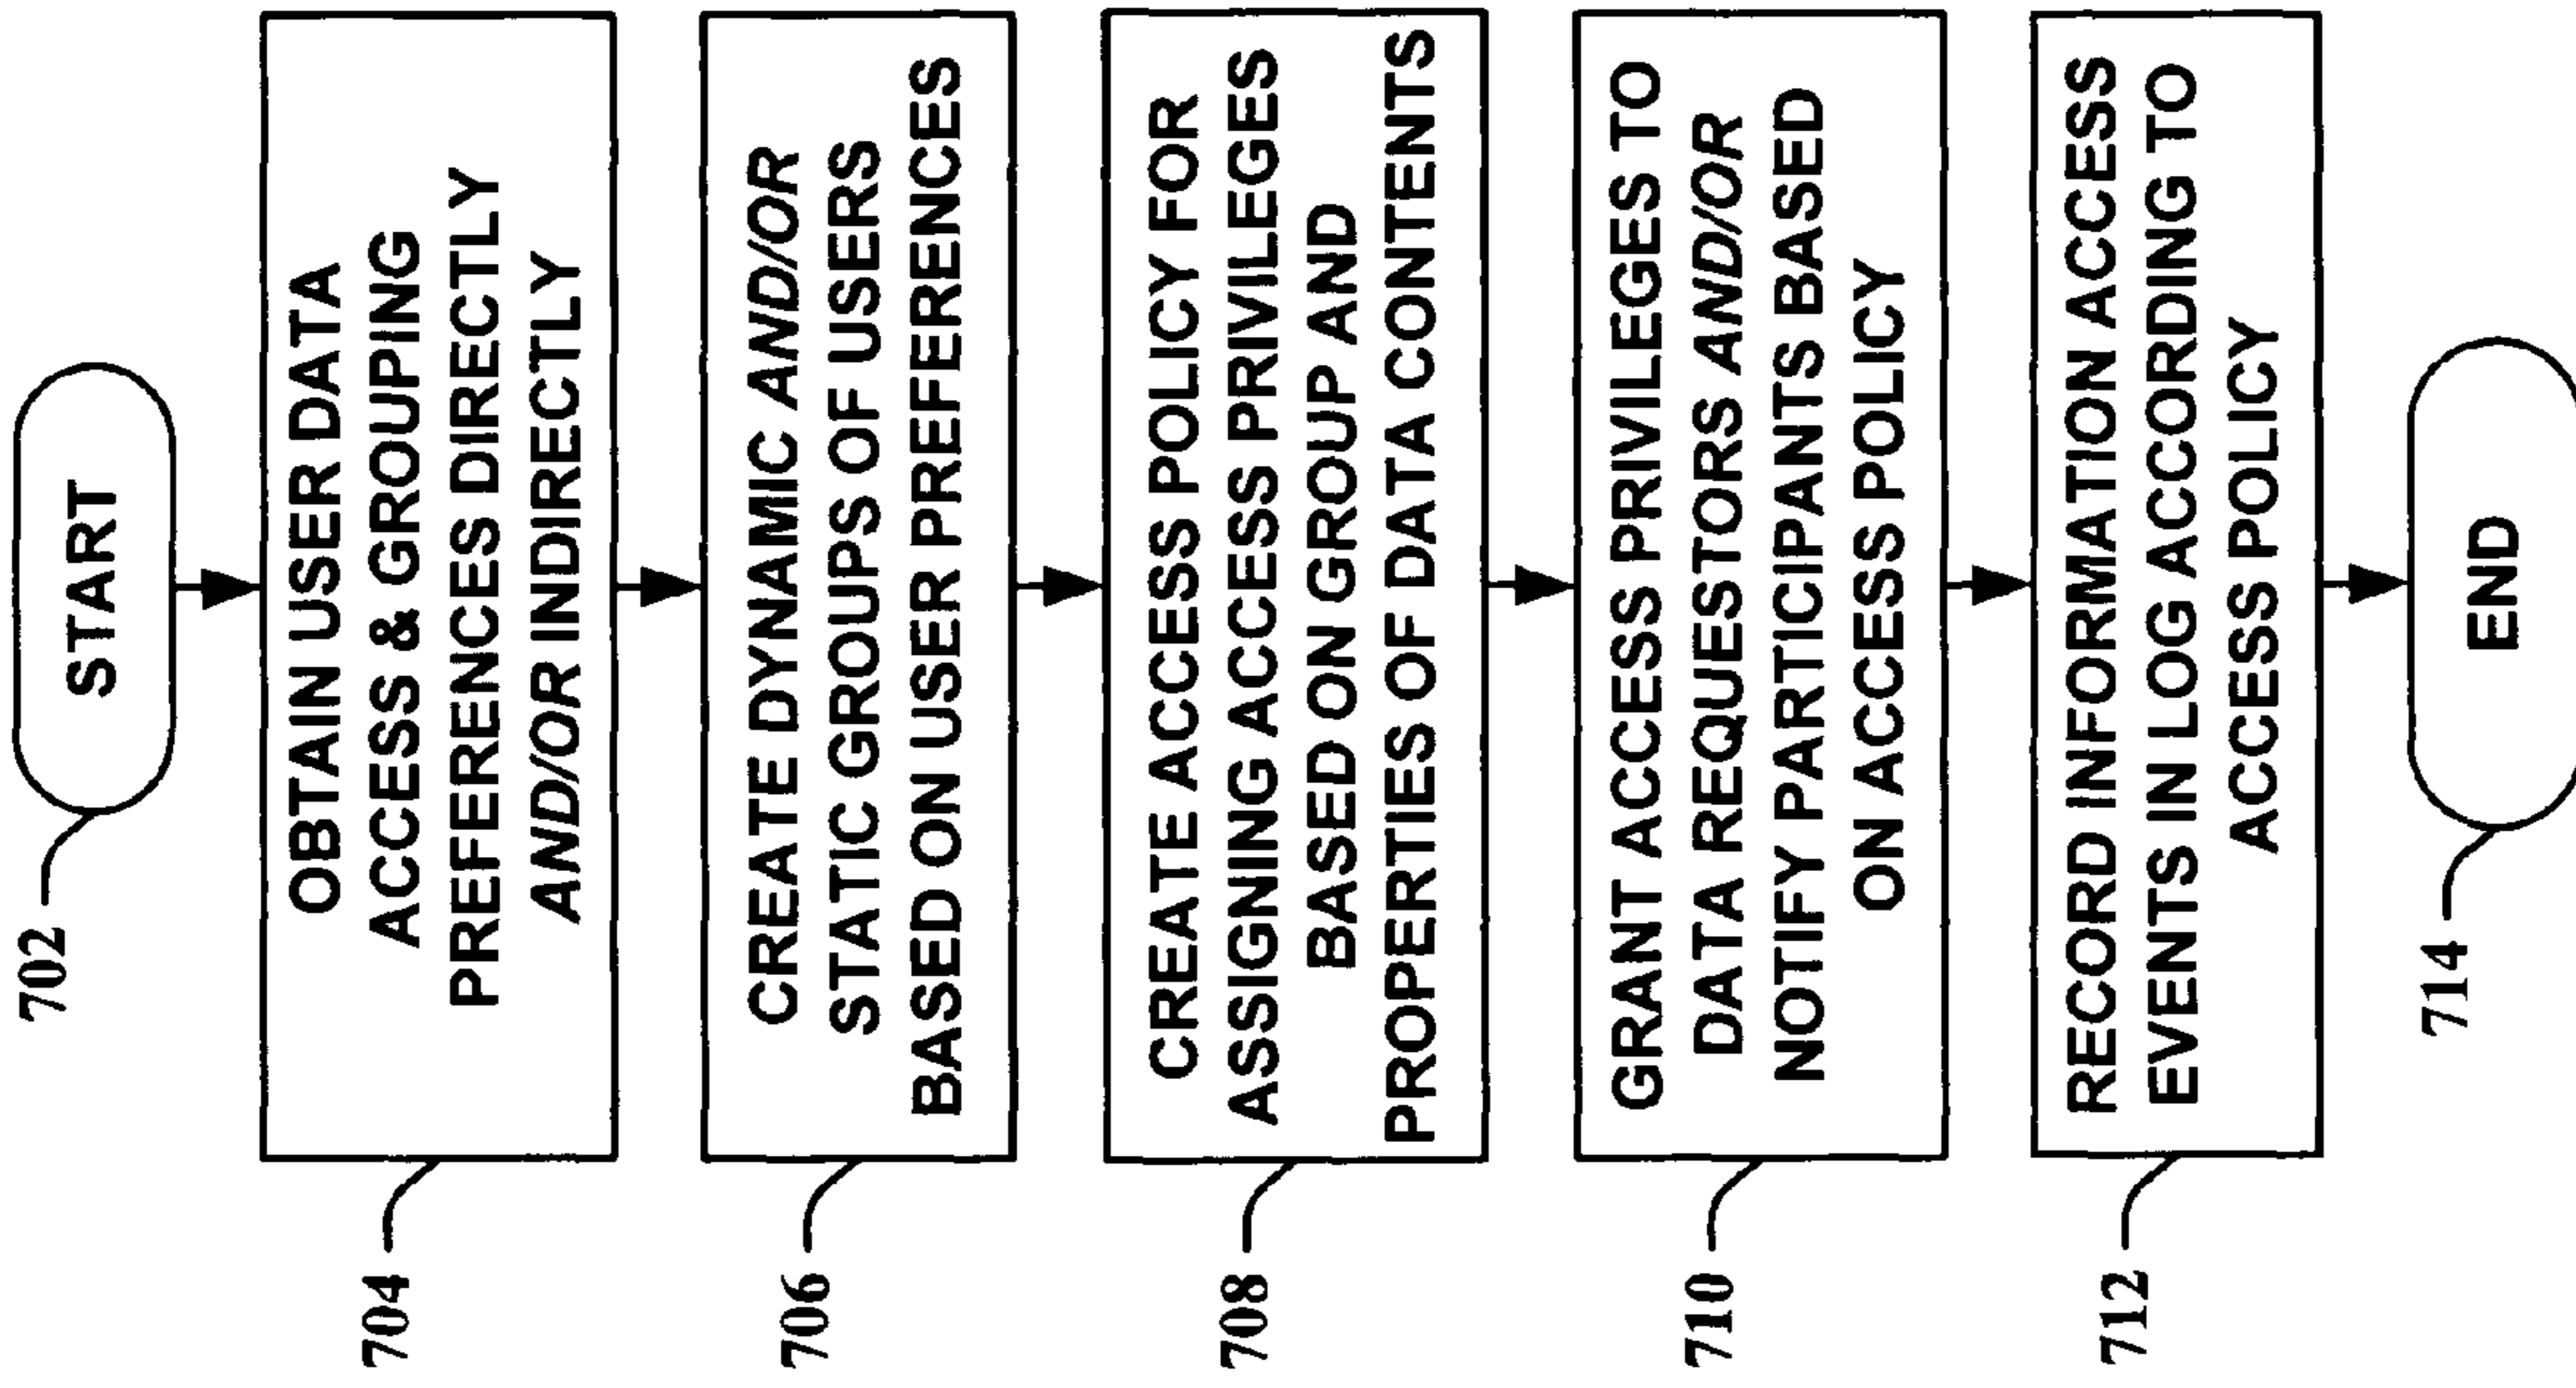 START
702
OBTAIN USER DATA
ACCESS & GROUPING
PREFERENCES DIRECTLY
AND/OR INDIRECTLY
704
CREATE DYNAMIC AND/OR
STATIC GROUPS OF USERS
BASED ON USER PREFERENCES
706
CREATE ACCESS POLICY FOR
ASSIGNING ACCESS PRIVILEGES
BASED ON GROUP AND
PROPERTIES OF DATA CONTENTS
708
GRANT ACCESS PRIVILEGES TO
DATA REQUESTORS AND/OR
NOTIFY PARTICIPANTS BASED
ON ACCESS POLICY
710
RECORD INFORMATION ACCESS
EVENTS IN LOG ACCORDING TO
ACCESS POLICY
712
END
714